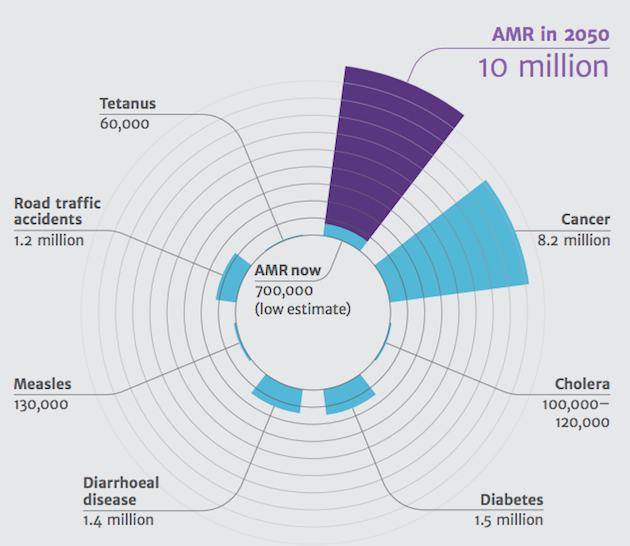 AMR in 2050
10 million
Tetanus
60,000
Road traffic
accidents
1.2 million
Cancer
8.2 million
AMR now
700,000
(low estimate)
Measles
130,000
Cholera
100,000–
120,000
Diarrhoeal
disease
1.4 million
Diabetes
1.5 million